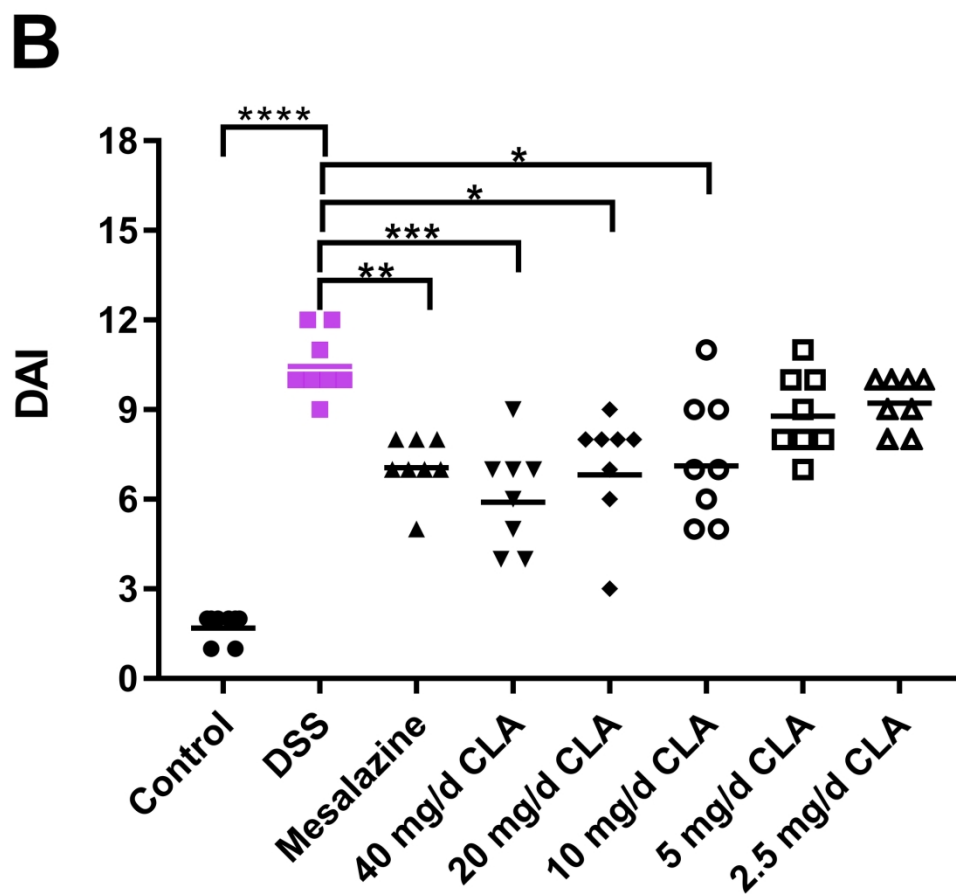 B
****
18
*
*
15
***
**
12
DAI
9
6
3
0
Control
DSS
Mesalazine
40 mg/d CLA
20 mg/d CLA
10 mg/d CLA
5 mg/d CLA
2.5 mg/d CLA